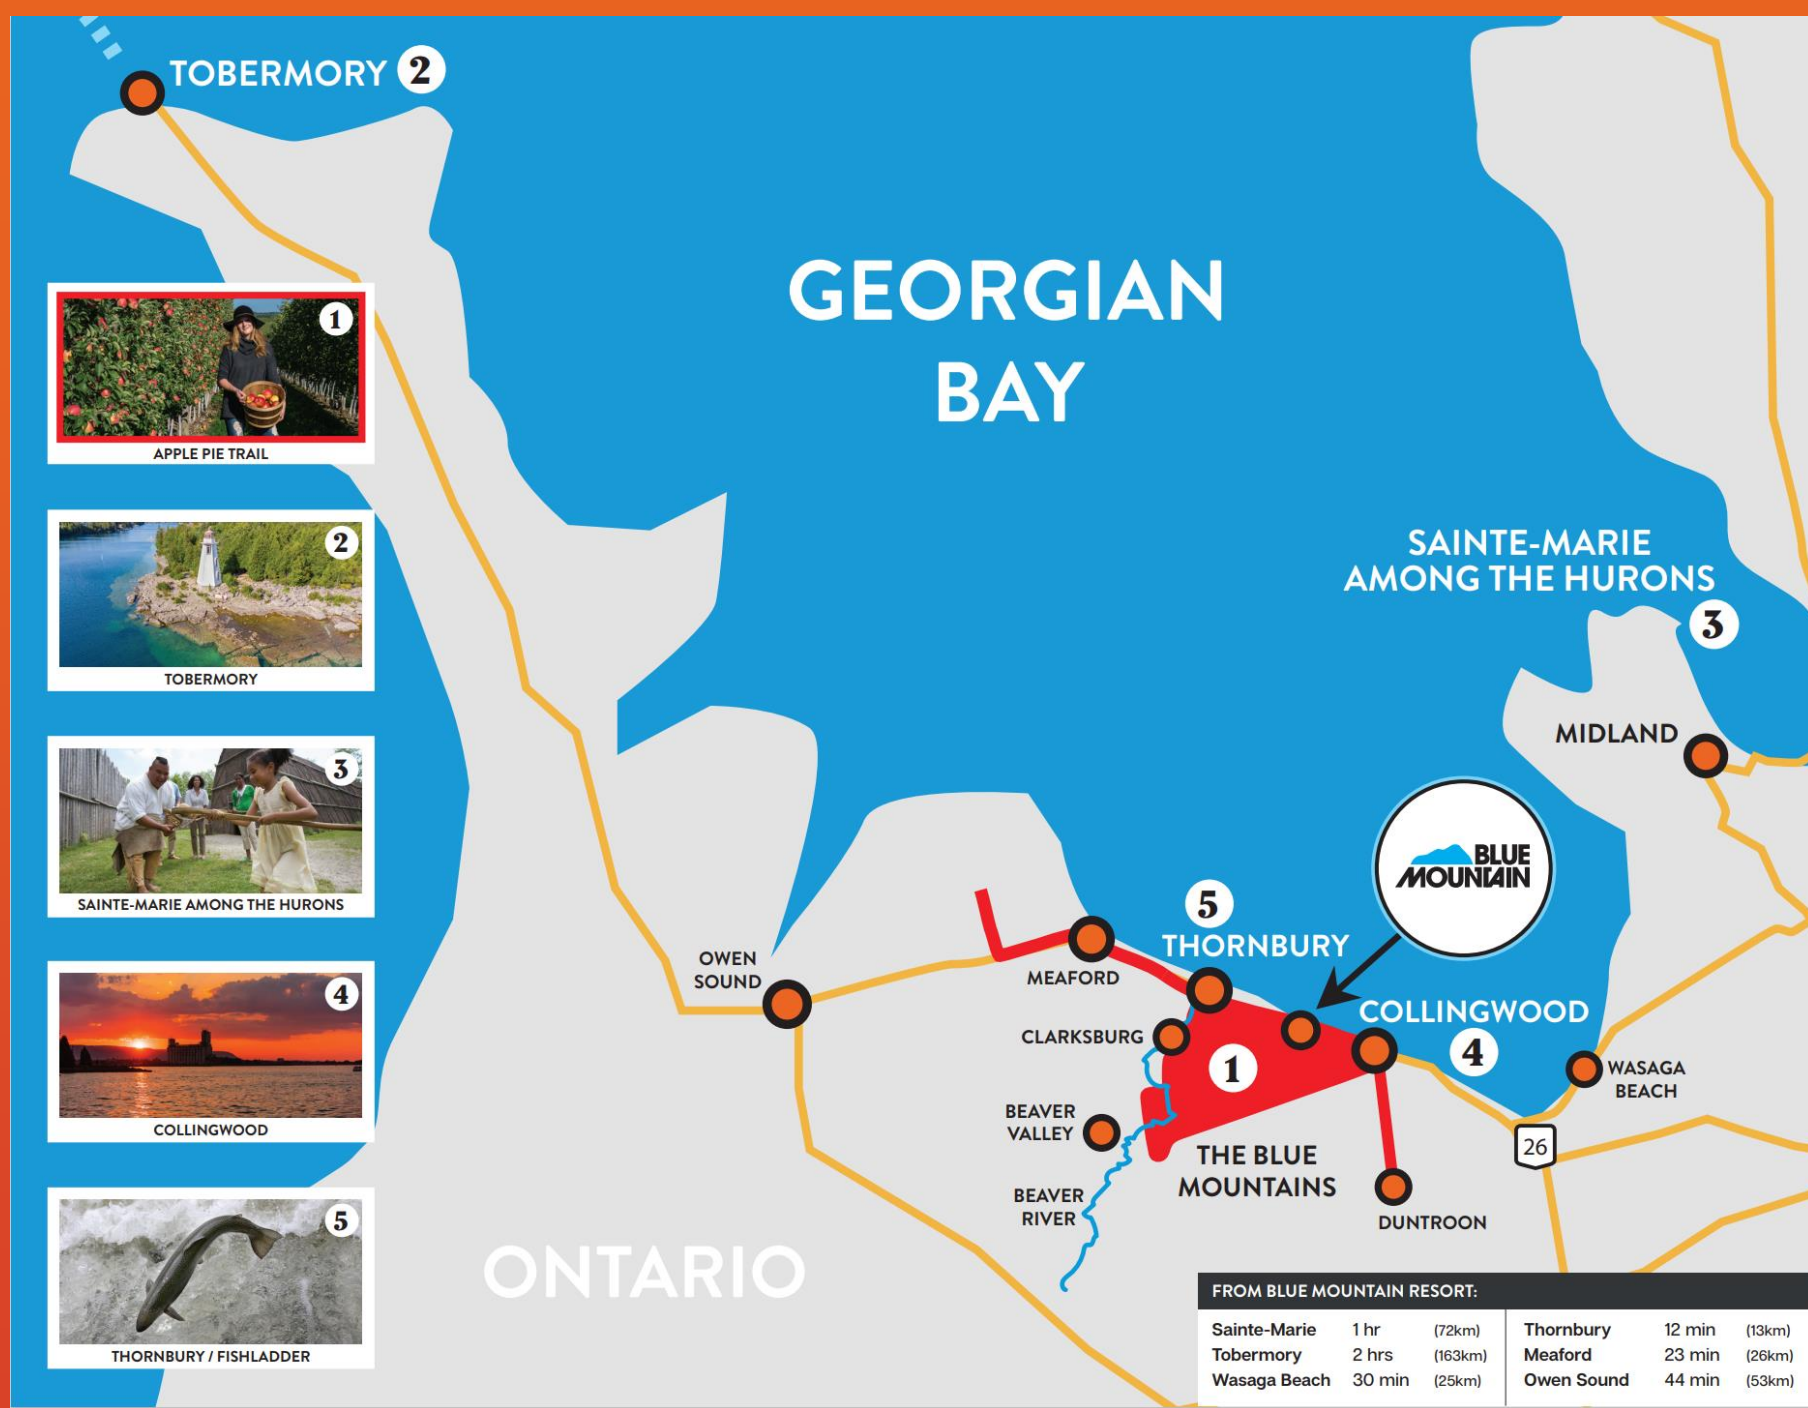 TOBERMORY 2
GEORGIAN
BAY
1
APPLE PIE TRAIL
2
TOBERMORY
3
SAINTE-MARIE AMONG THE HURONS
4
COLLINGWOOD
5
THORNBURY / FISHLADDER
SAINTE-MARIE
AMONG THE HURONS
3
MIDLAND
BLUE
MOUNTAIN
5
THORNBURY
OWEN
SOUND
MEAFORD
COLLINGWOOD
4
CLARKSBURG
1
WASAGA
BEACH
BEAVER
VALLEY
26
THE BLUE
MOUNTAINS
BEAVER
RIVER
DUNTROON
ONTARIO
FROM BLUE MOUNTAIN RESORT:
Sainte-Marie 1 hr (72km)
Tobermory 2 hrs (163km)
Wasaga Beach 30 min (25km)
Thornbury 12 min (13km)
Meaford 23 min (26km)
Owen Sound 44 min (53km)